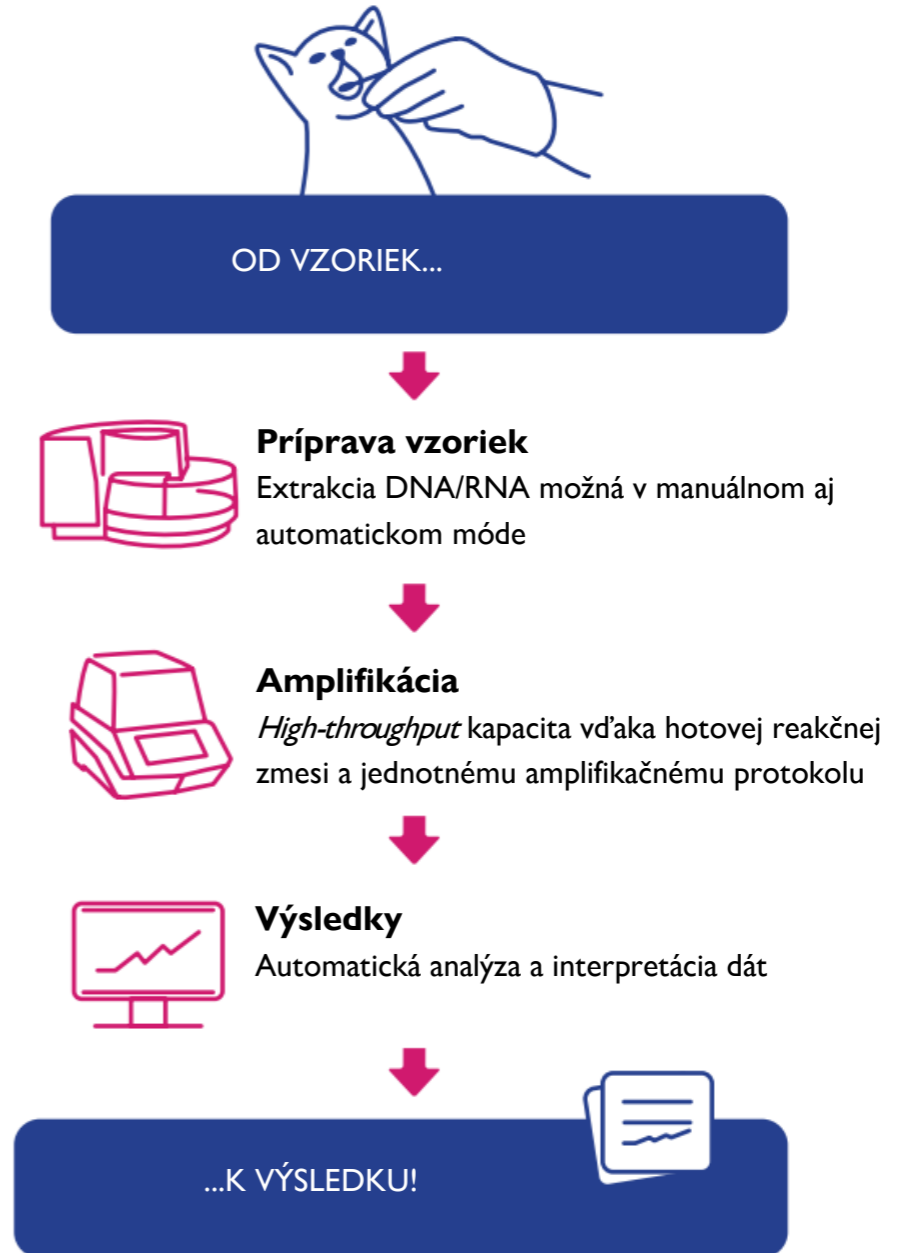 OD VZORIEK...
Príprava vzoriek
Extrakcia DNA/RNA možná v manuálnom aj
automatickom móde
Amplifikácia
High-throughput kapacita vďaka hotovej reakčnej
zmesi a jednotnému amplifikačnému protokolu
Výsledky
Automatická analýza a interpretácia dát
...K VÝSLEDKU!